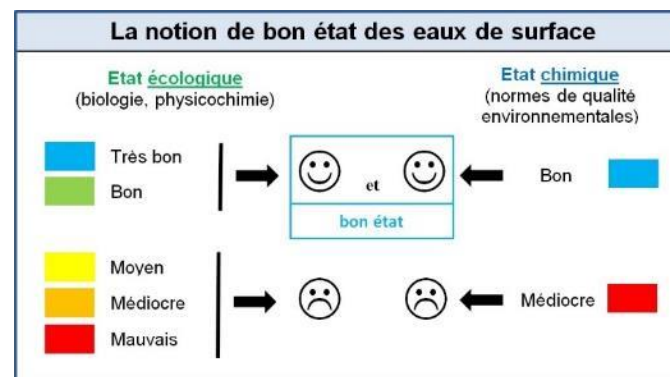 La notion de bon état des eaux de surface
Etat écologique
(biologie, physicochimie)
Etat chimique
(normes de qualité
environnementales)
Très bon
Bon
et
bon état
Bon
Moyen
Médiocre
Mauvais
Médiocre